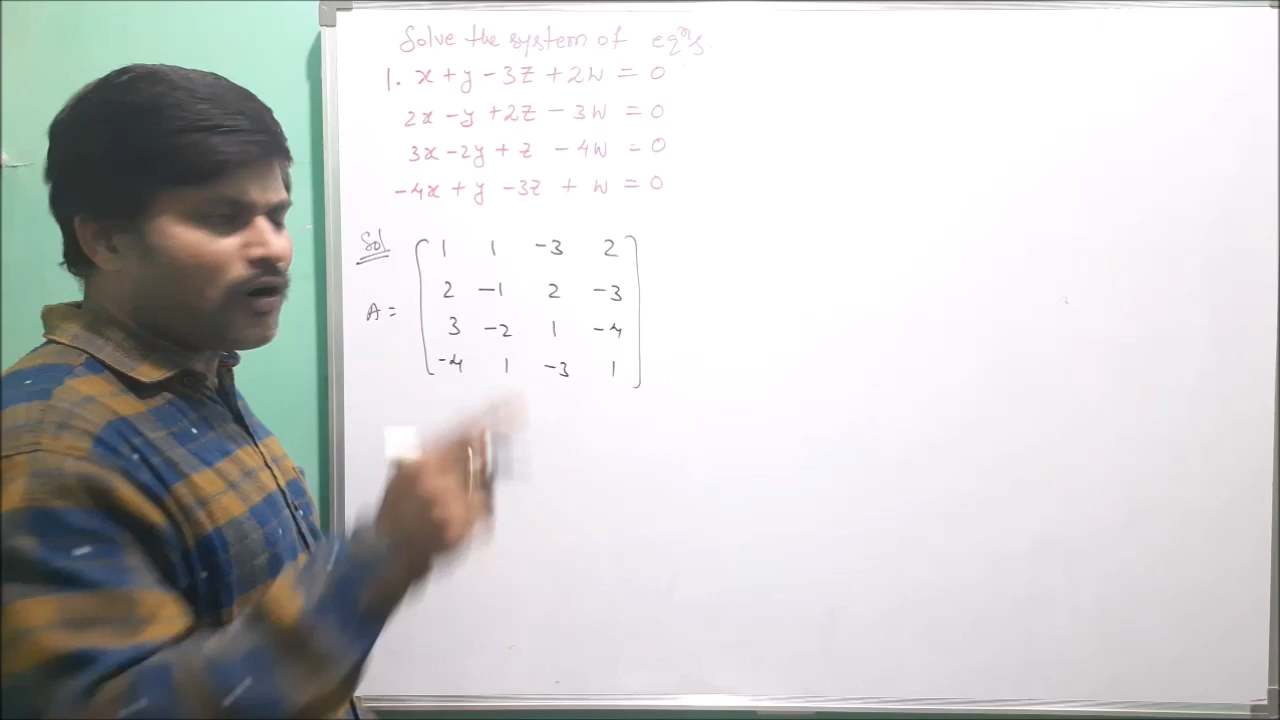 Solve the system of eqⁿs.
1. x + y - 3z + 2w = 0
2x - y + 2z - 3w = 0
3x - 2y + z - 4w = 0
-4x + y - 3z + w = 0
Sol
A =
1 1 -3 2
2 -1 2 -3
3 -2 1 -4
-4 1 -3 1